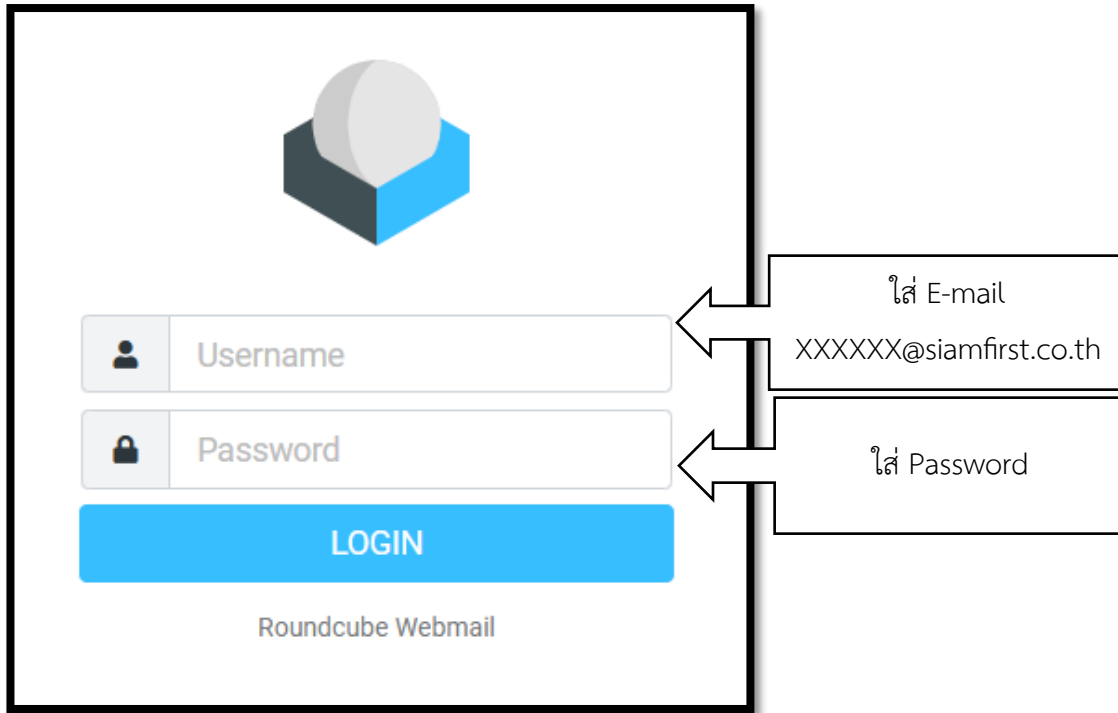 ใส่ E-mail
XXXXXX@siamfirst.co.th
Username
Password
ใส่ Password
LOGIN
Roundcube Webmail